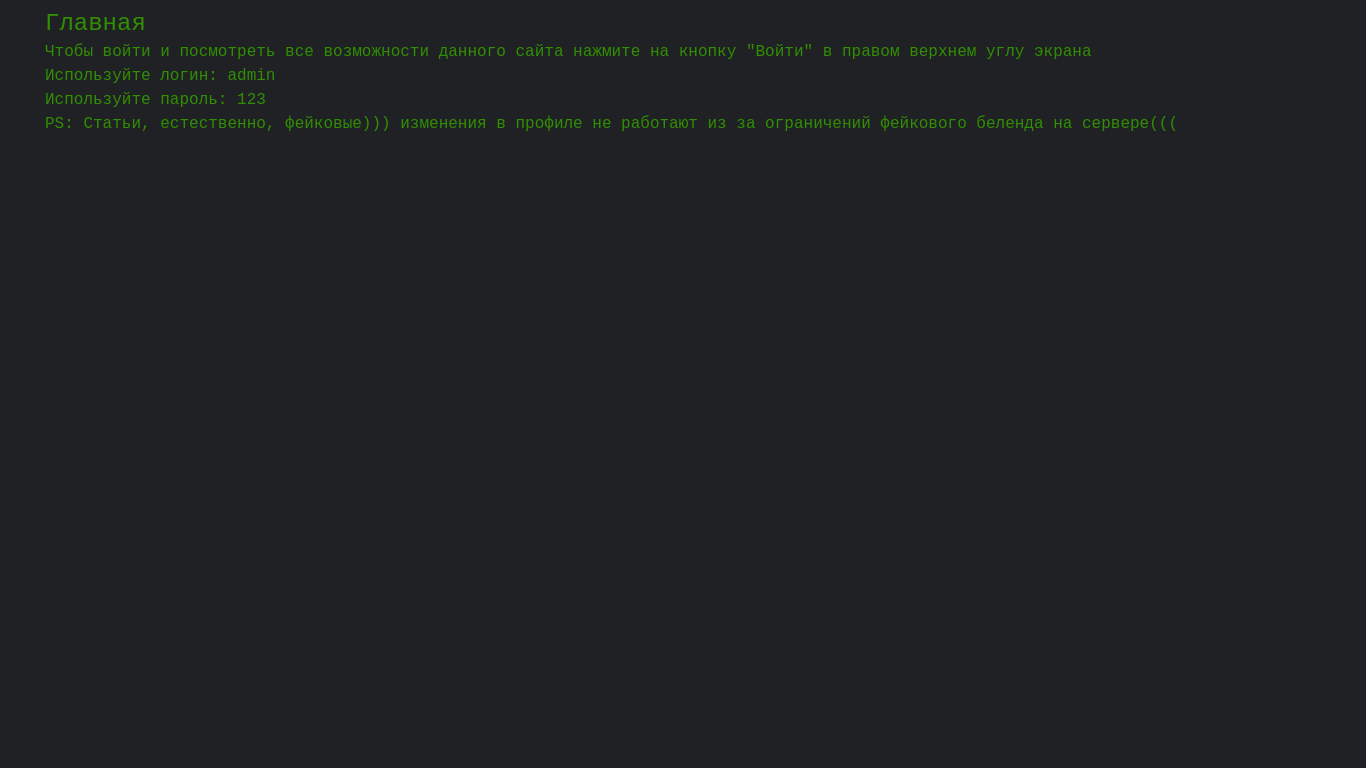 Главная
Чтобы войти и посмотреть все возможности данного сайта нажмите на кнопку "Войти" в правом верхнем углу экрана
Используйте логин: admin
Используйте пароль: 123
PS: Статьи, естественно, фейковые))) изменения в профиле не работают из за ограничений фейкового беленда на сервере(((